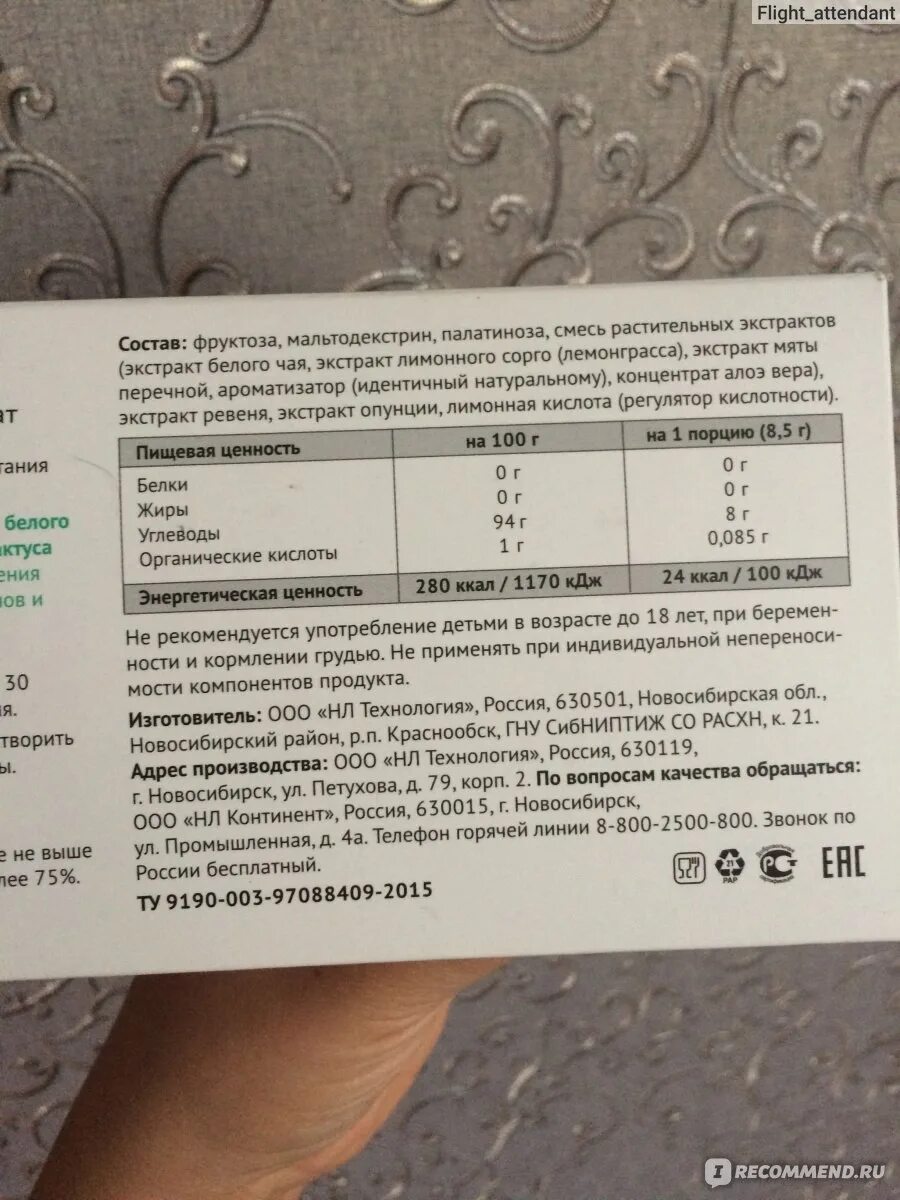 Flight_attendant
Состав: фруктоза, мальтодекстрин, палатиноза, смесь растительных экстрактов
(экстракт белого чая, экстракт лимонного сорго (лемонграсса), экстракт мяты
перечной, ароматизатор (идентичный натуральному), концентрат алоэ вера),
экстракт ревеня, экстракт опунции, лимонная кислота (регулятор кислотности).
Пищевая ценность на 100 г на 1 порцию (8,5 г)
Белки 0 г 0 г
Жиры 0 г 0 г
Углеводы 94 г 8 г
Органические кислоты 1 г 0,085 г
Энергетическая ценность 280 ккал / 1170 кДж 24 ккал / 100 кДж
Не рекомендуется употребление детьми в возрасте до 18 лет, при беремен-
ности и кормлении грудью. Не применять при индивидуальной непереноси-
мости компонентов продукта.
Изготовитель: ООО «НЛ Технология», Россия, 630501, Новосибирская обл.,
Новосибирский район, р.п. Краснообск, ГНУ СибНИПТИЖ СО РАСХН, к. 21.
Адрес производства: ООО «НЛ Технология», Россия, 630119,
г. Новосибирск, ул. Петухова, д. 79, корп. 2. По вопросам качества обращаться:
ООО «НЛ Континент», Россия, 630015, г. Новосибирск,
ул. Промышленная, д. 4а. Телефон горячей линии 8-800-2500-800. Звонок по
России бесплатный.
ТУ 9190-003-97088409-2015
21
PAP
EAC
белого
30
не выше
75%.
IRECOMMEND.RU